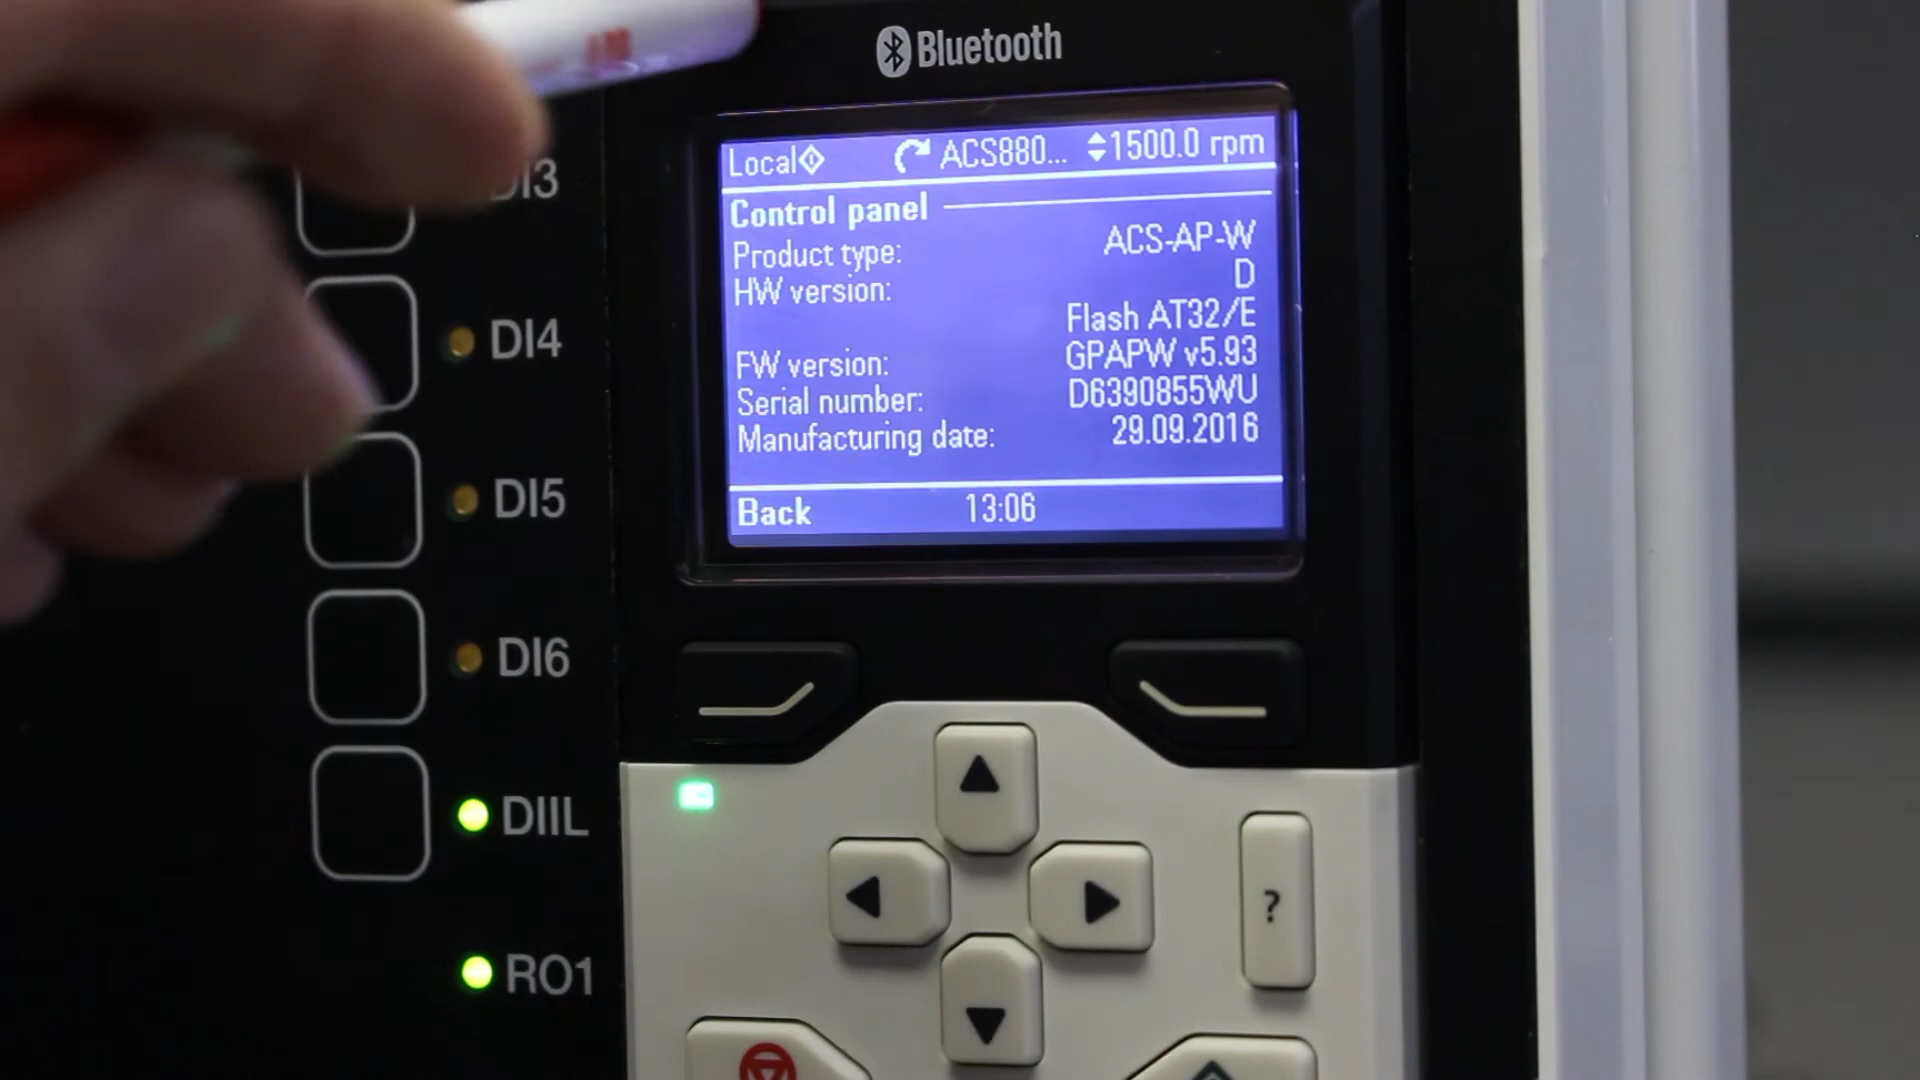 Bluetooth
Local ACS880... 1500.0 rpm
Control panel
Product type: ACS-AP-W
HW version: D
Flash AT32/E
FW version: GPAPW v5.93
Serial number: D6390855WU
Manufacturing date: 29.09.2016
Back 13:06
DI3
DI4
DI5
DI6
DIIL
RO1
?